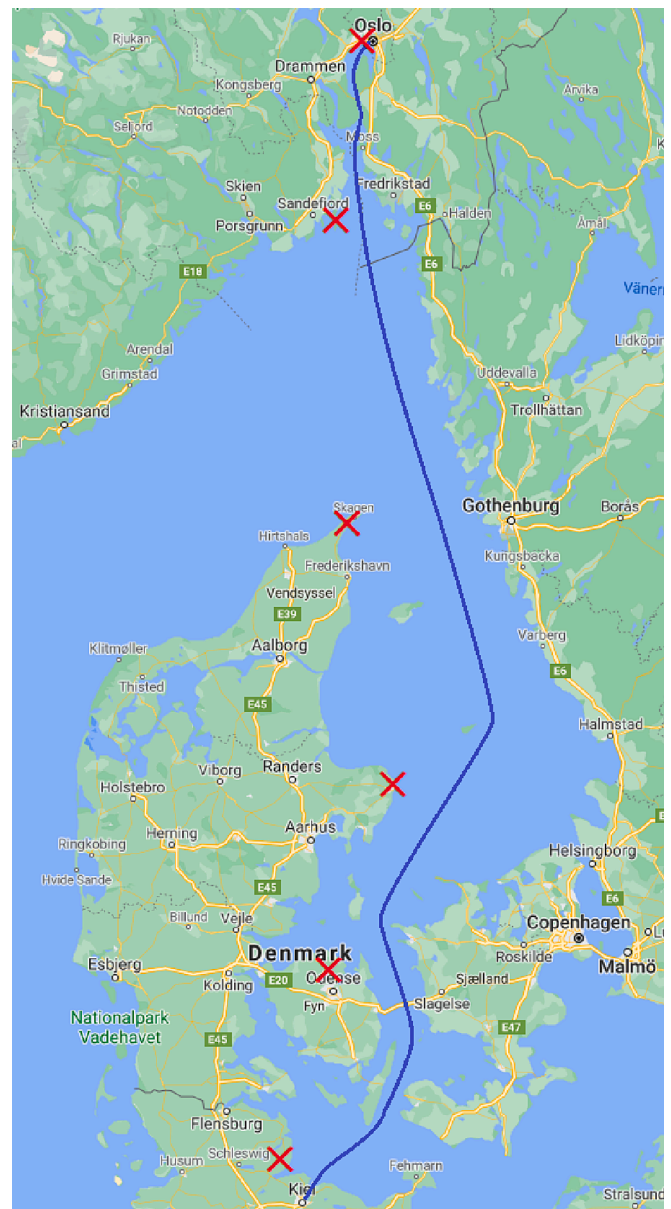 Oslo
Rjukan
Drammen
Kongsberg
Arvika
Notodden
Seljord
Moss
Skien
Fredrikstad
Sandefjord
E6
Halden
Porsgrunn
Åmål
E6
E18
Väner
Lidköpin
Arendal
Grimstad
Uddevalla
Kristiansand
Trollhättan
Skagen
Gothenburg
Borås
Hirtshals
Kungsbacka
Frederikshavn
Vendsyssel
E39
Varberg
Klitmøller
Aalborg
E6
Thisted
E45
Halmstad
Viborg
Randers
Holstebro
Aarhus
Herning
Ringkobing
Helsingborg
Hvide Sande
E45
E6
Billund
Vejle
Copenhagen
Denmark
Roskilde
Malmö
Esbjerg
Kolding
E20
Odense
Sjælland
Fyn
Slagelse
Nationalpark
Vadehavet
E47
E45
Flensburg
Schleswig
Husum
Fehmarn
Kiel
Stralsund